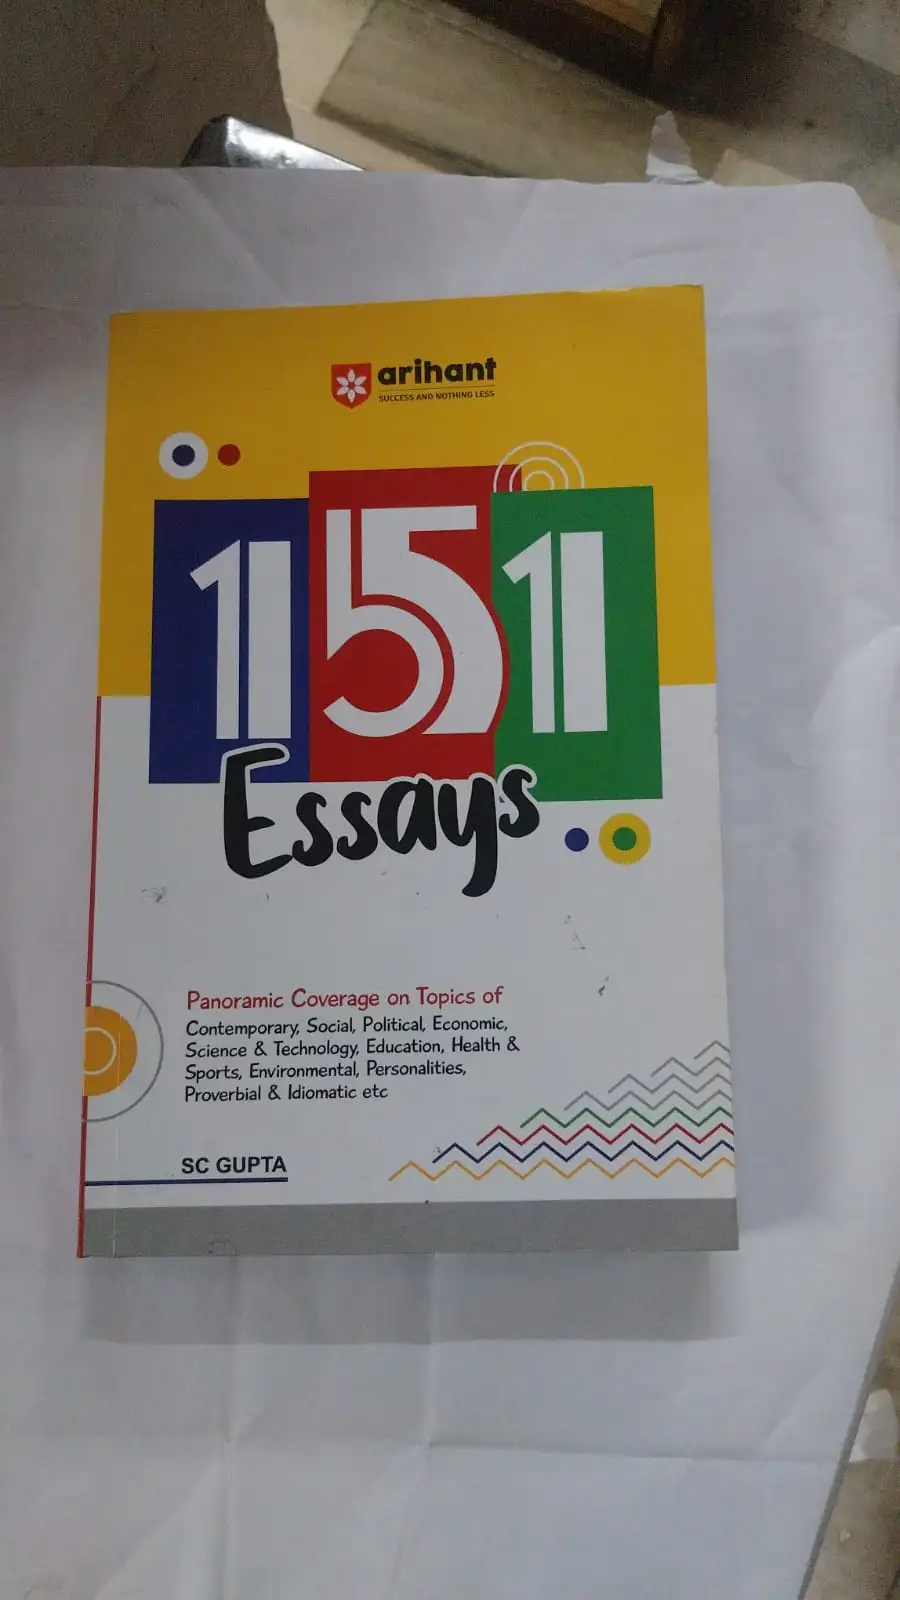 arihant
SUCCESS AND NOTHING LESS
151
Essays
Panoramic Coverage on Topics of
Contemporary, Social, Political, Economic,
Science & Technology, Education, Health &
Sports, Environmental, Personalities,
Proverbial & Idiomatic etc
SC GUPTA